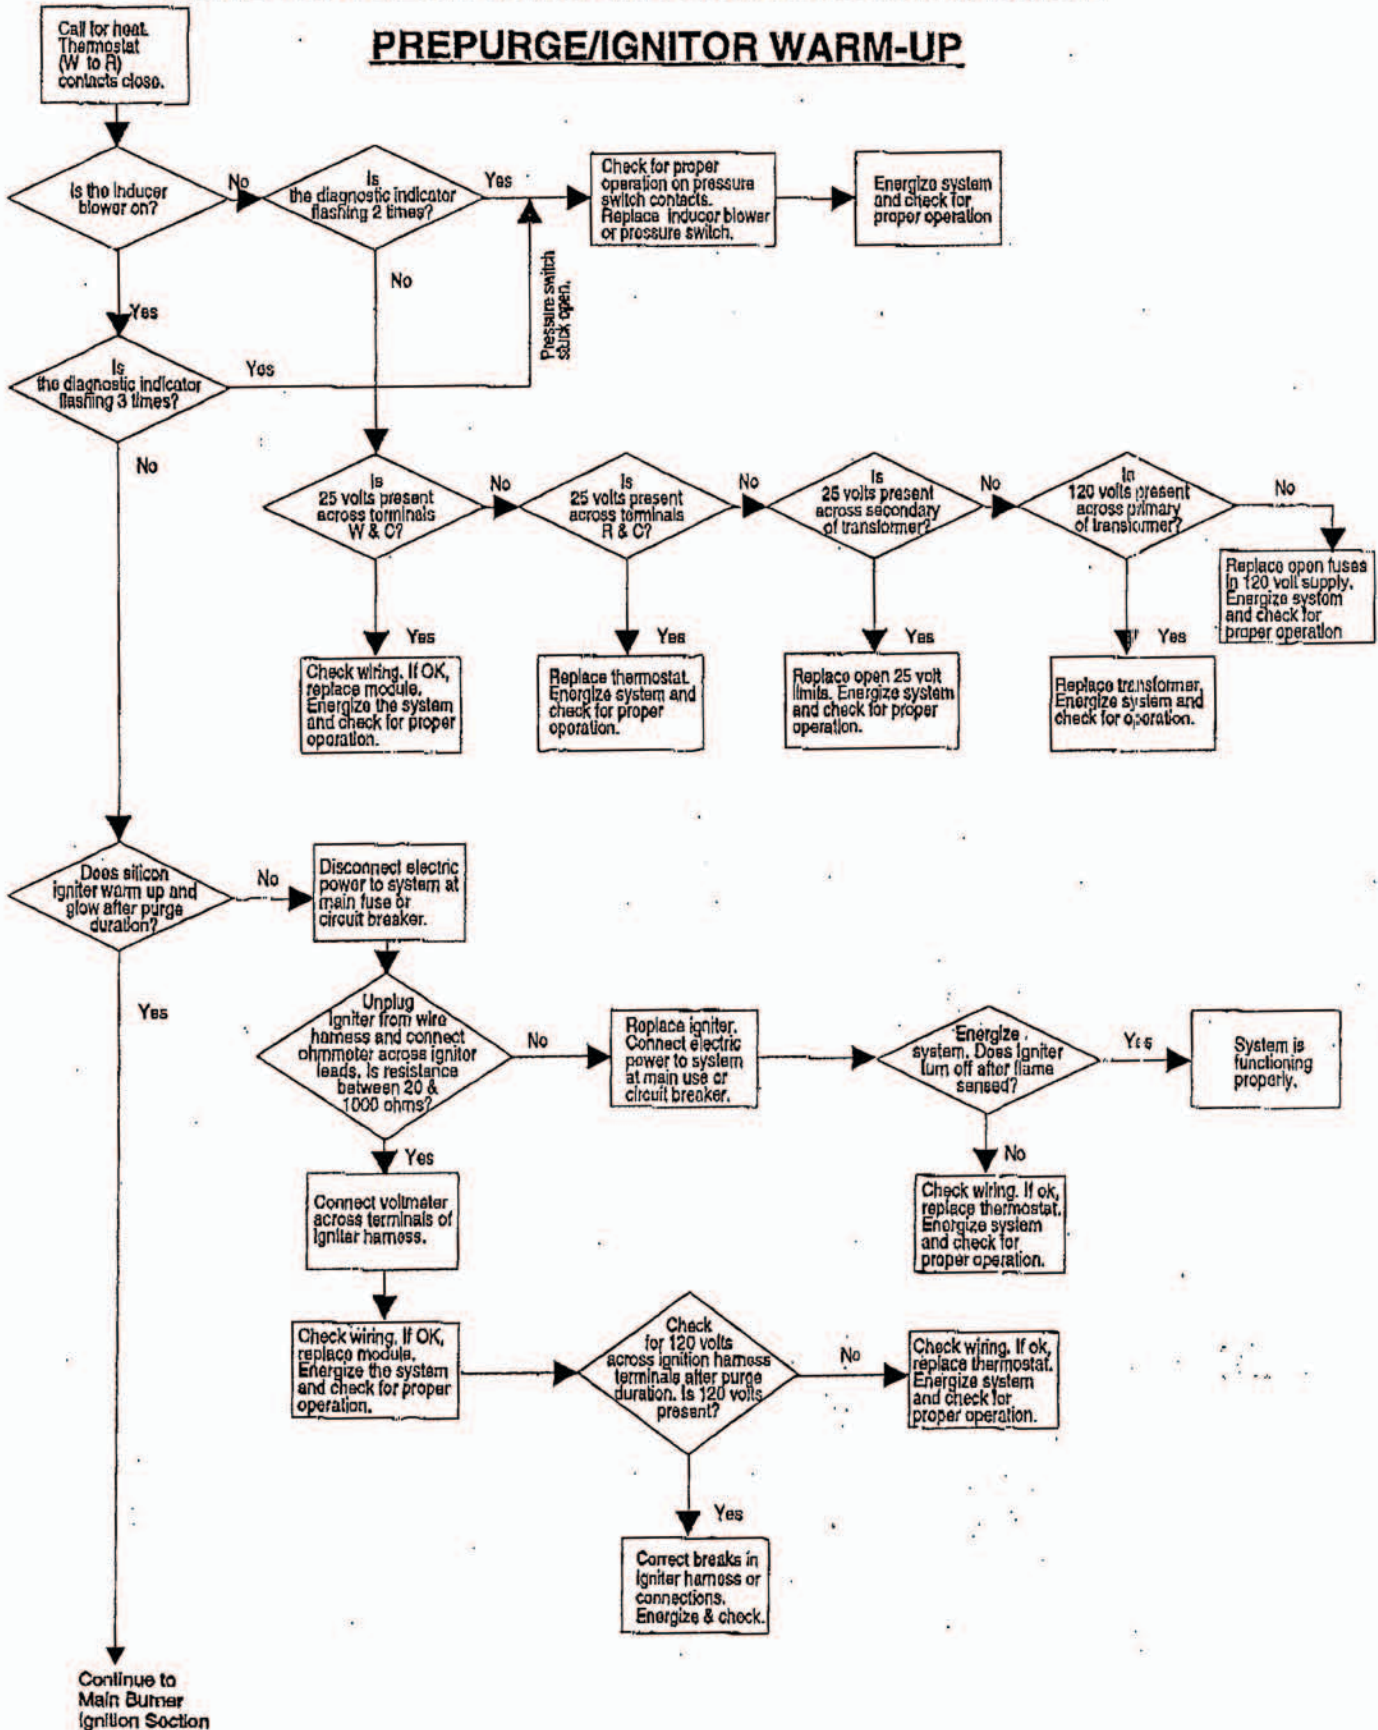 PREPURGE/IGNITOR WARM-UP
Call for heat.
Thermostat
(W to R)
contacts close.
Is the inducer
blower on?
No
Is
the diagnostic indicator
flashing 2 times?
Yes
Check for proper
operation on pressure
switch contacts.
Replace inducer blower
or pressure switch.
Energize system
and check for
proper operation
No
Pressure switch
stuck open.
Yes
Is
the diagnostic indicator
flashing 3 times?
Yes
No
Is
25 volts present
across terminals
W & C?
No
Is
25 volts present
across terminals
R & C?
No
Is
25 volts present
across secondary
of transformer?
No
In
120 volts present
across primary
of transformer?
No
Replace open fuses
in 120 volt supply.
Energize system
and check for
proper operation
Yes
Check wiring. If OK,
replace module.
Energize the system
and check for proper
operation.
Yes
Replace thermostat.
Energize system and
check for proper
operation.
Yes
Replace open 25 volt
limits. Energize system
and check for proper
operation.
Yes
Replace transformer.
Energize system and
check for operation.
Does silicon
igniter warm up and
glow after purge
duration?
No
Disconnect electric
power to system at
main fuse or
circuit breaker.
Yes
Unplug
igniter from wire
harness and connect
ohmmeter across ignitor
leads. Is resistance
between 20 &
1000 ohms?
No
Replace igniter.
Connect electric
power to system
at main use or
circuit breaker.
Energize
system. Does igniter
turn off after flame
sensed?
Yes
System is
functioning
properly.
Yes
No
Connect voltmeter
across terminals of
igniter harness.
Check wiring. If ok,
replace thermostat.
Energize system
and check for
proper operation.
Check wiring. If OK,
replace module.
Energize the system
and check for proper
operation.
Check
for 120 volts
across ignition harness
terminals after purge
duration. Is 120 volts
present?
No
Check wiring. If ok,
replace thermostat.
Energize system
and check for
proper operation.
Yes
Correct breaks in
igniter harness or
connections.
Energize & check.
Continue to
Main Burner
Ignition Section